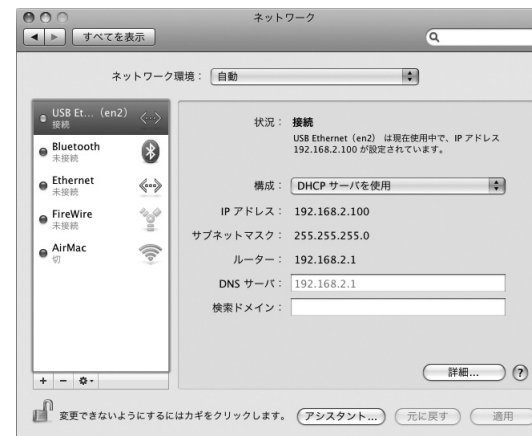 ネットワーク
すべてを表示
ネットワーク環境： 自動
USB Et... （en2）
接続
Bluetooth
未接続
Ethernet
未接続
FireWire
未接続
AirMac
切
状況： 接続
USB Ethernet（en2） は現在使用中で、IP アドレス
192.168.2.100 が設定されています。
構成： DHCP サーバを使用
IP アドレス： 192.168.2.100
サブネットマスク： 255.255.255.0
ルーター： 192.168.2.1
DNS サーバ： 192.168.2.1
検索ドメイン：
詳細... ?
+ −
変更できないようにするにはカギをクリックします。 アシスタント... 元に戻す 適用